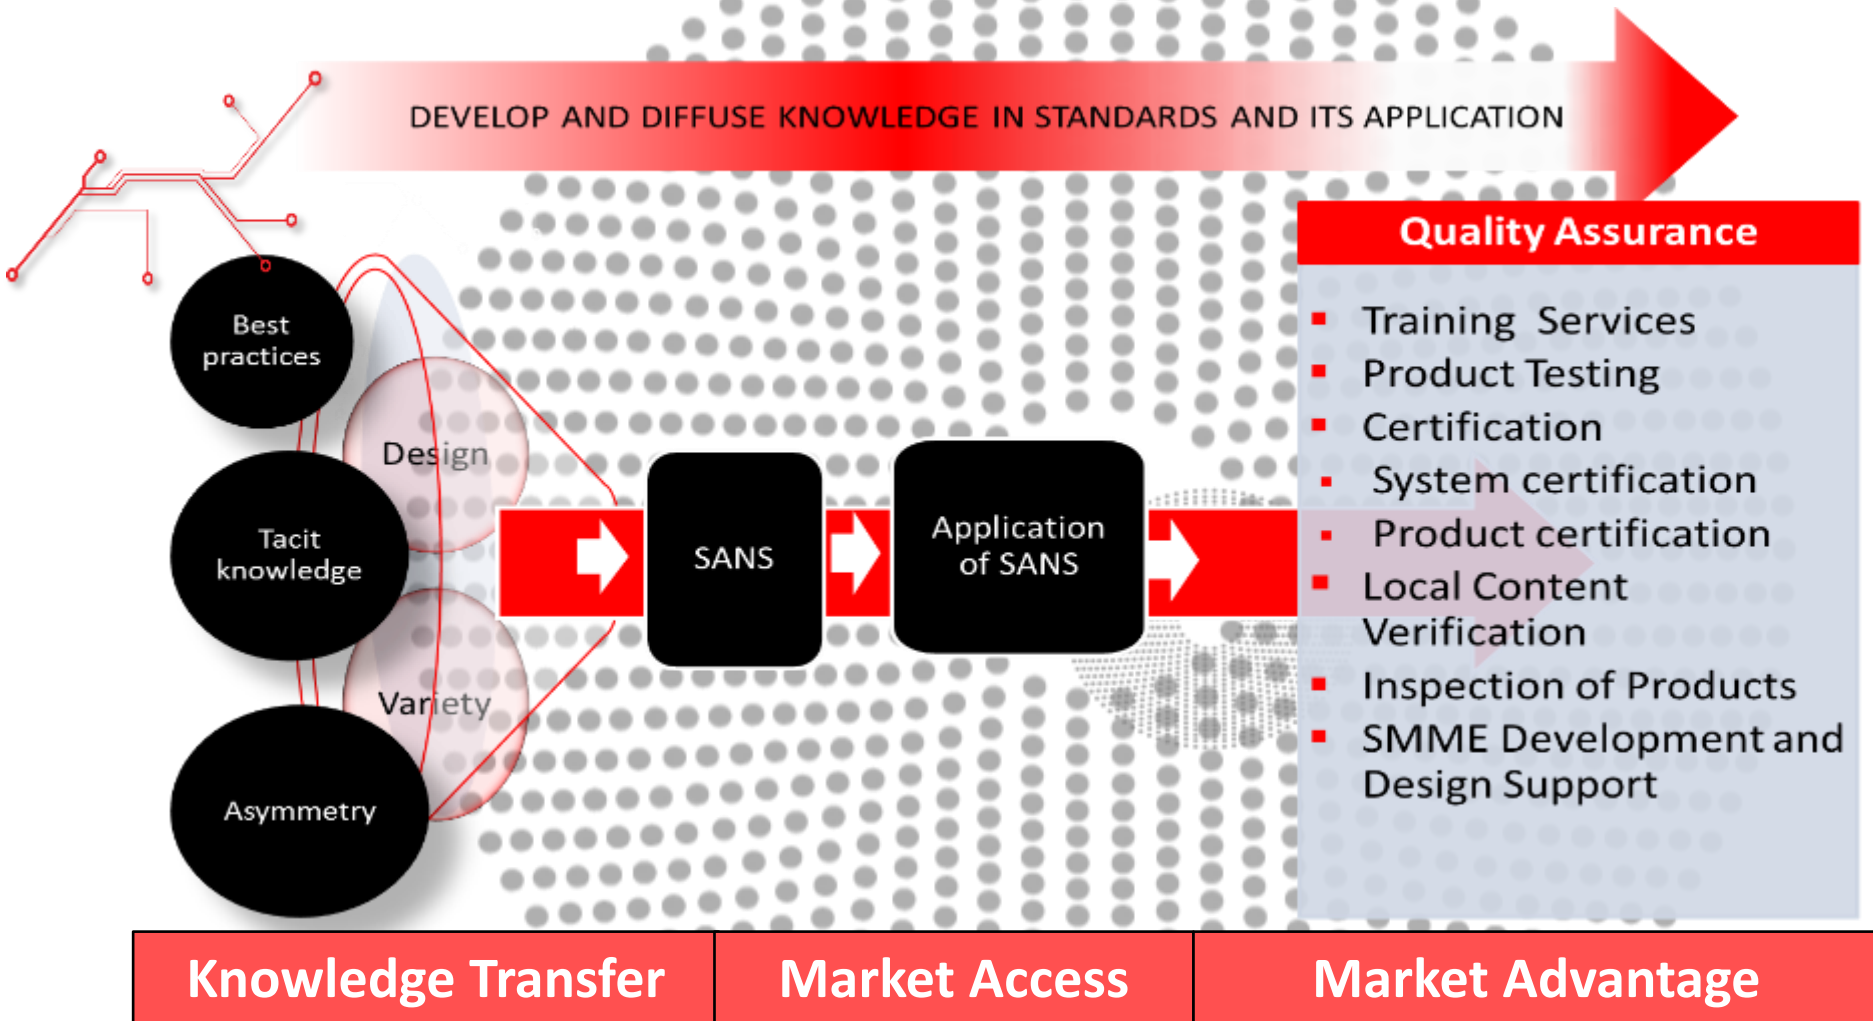 DEVELOP AND DIFFUSE KNOWLEDGE IN STANDARDS AND ITS APPLICATION
Best
practices
Design
Tacit
knowledge
Variety
Asymmetry
SANS
Application
of SANS
Quality Assurance
Training Services
Product Testing
Certification
System certification
Product certification
Local Content
Verification
Inspection of Products
SMME Development and
Design Support
Knowledge Transfer
Market Access
Market Advantage